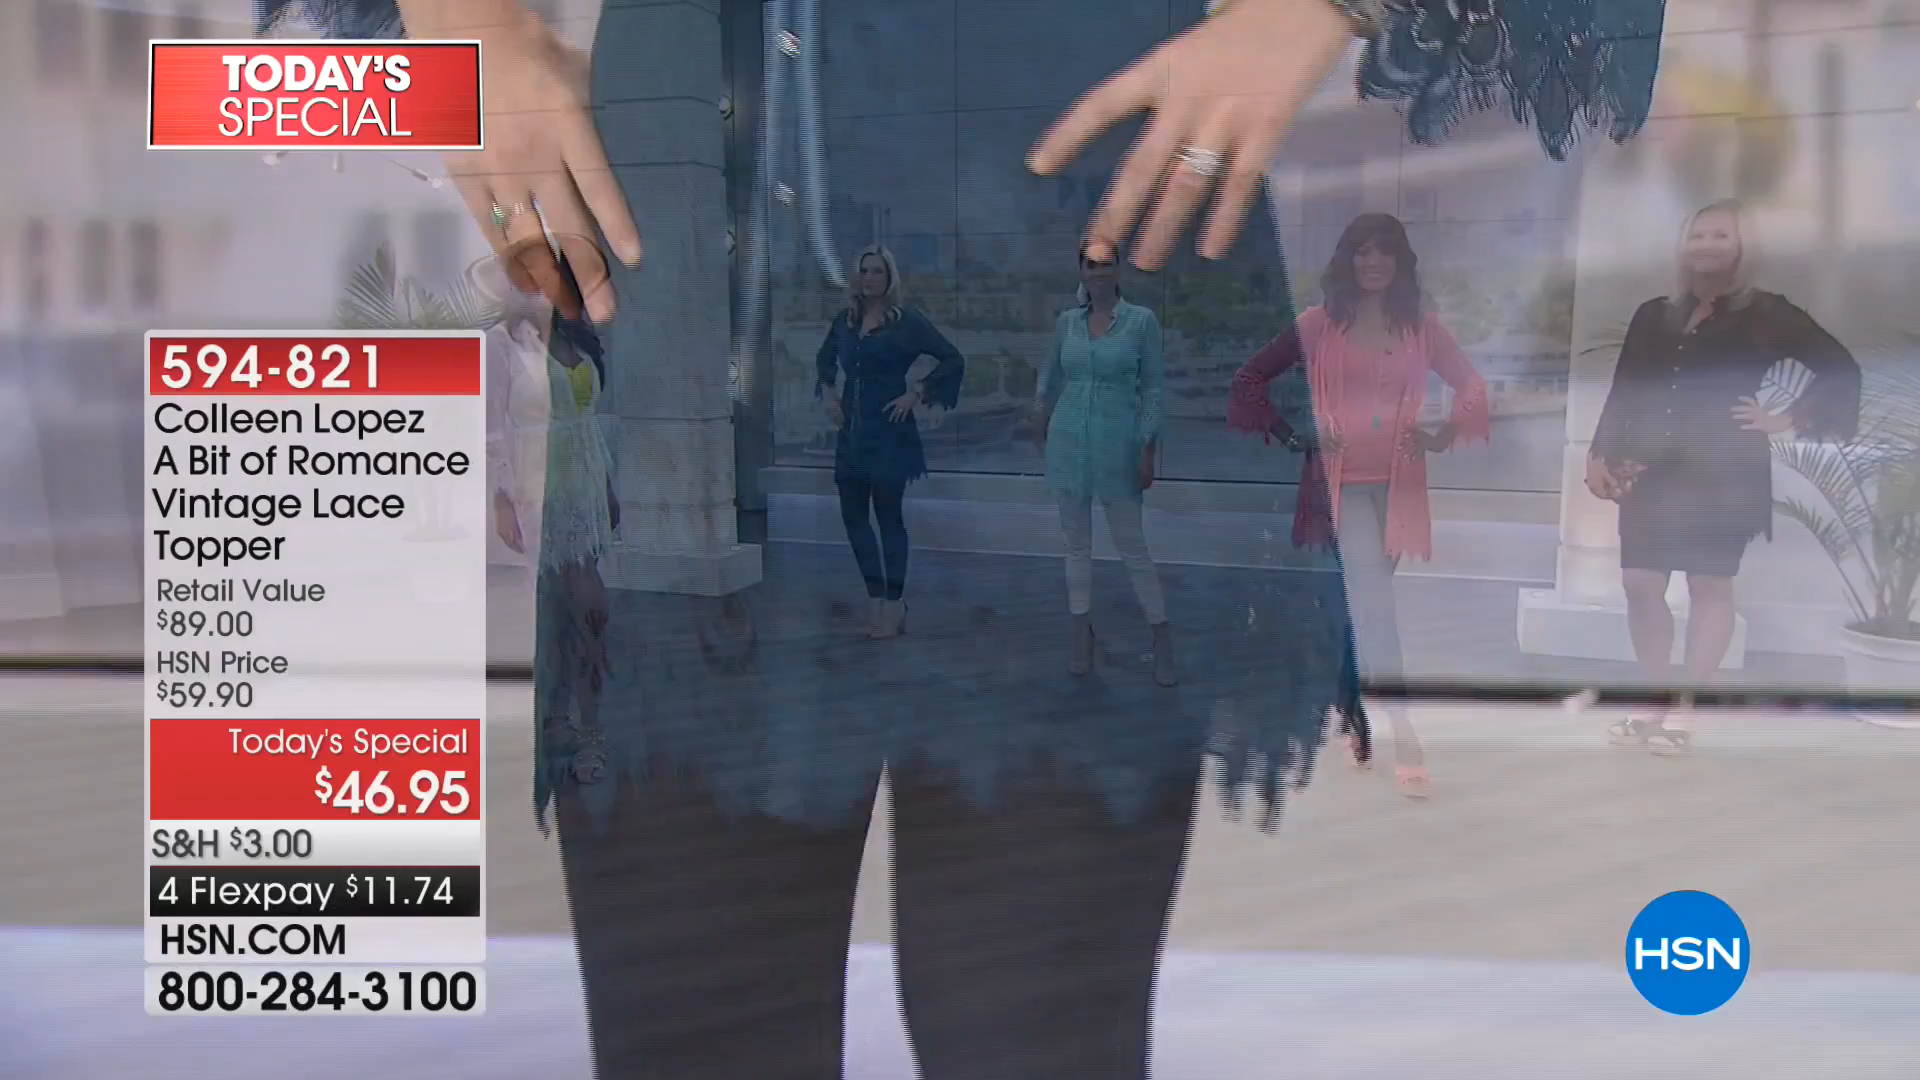 TODAY'S
SPECIAL
594-821
Colleen Lopez
A Bit of Romance
Vintage Lace
Topper
Retail Value
$89.00
HSN Price
$59.90
Today's Special
$46.95
S&H $3.00
4 Flexpay $11.74
HSN.COM
800-284-3100
HSN